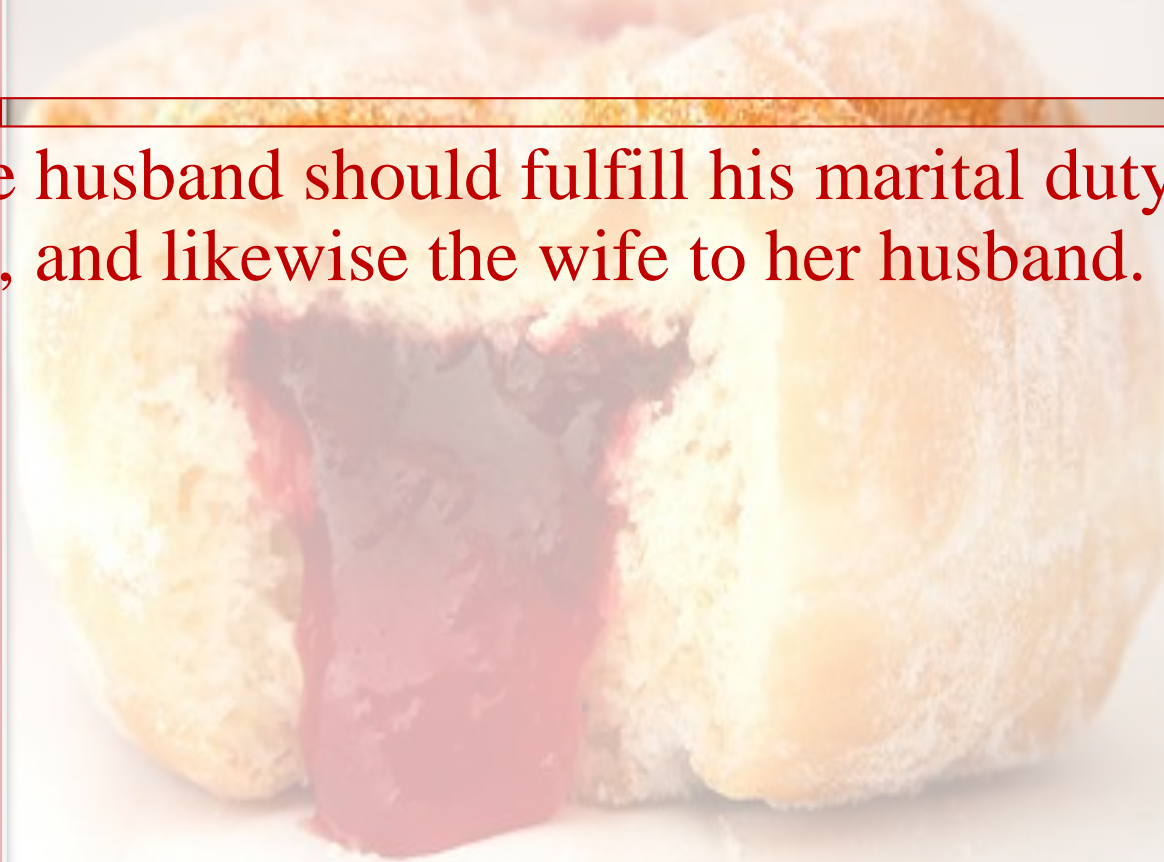 e husband should fulfill his marital duty
, and likewise the wife to her husband.